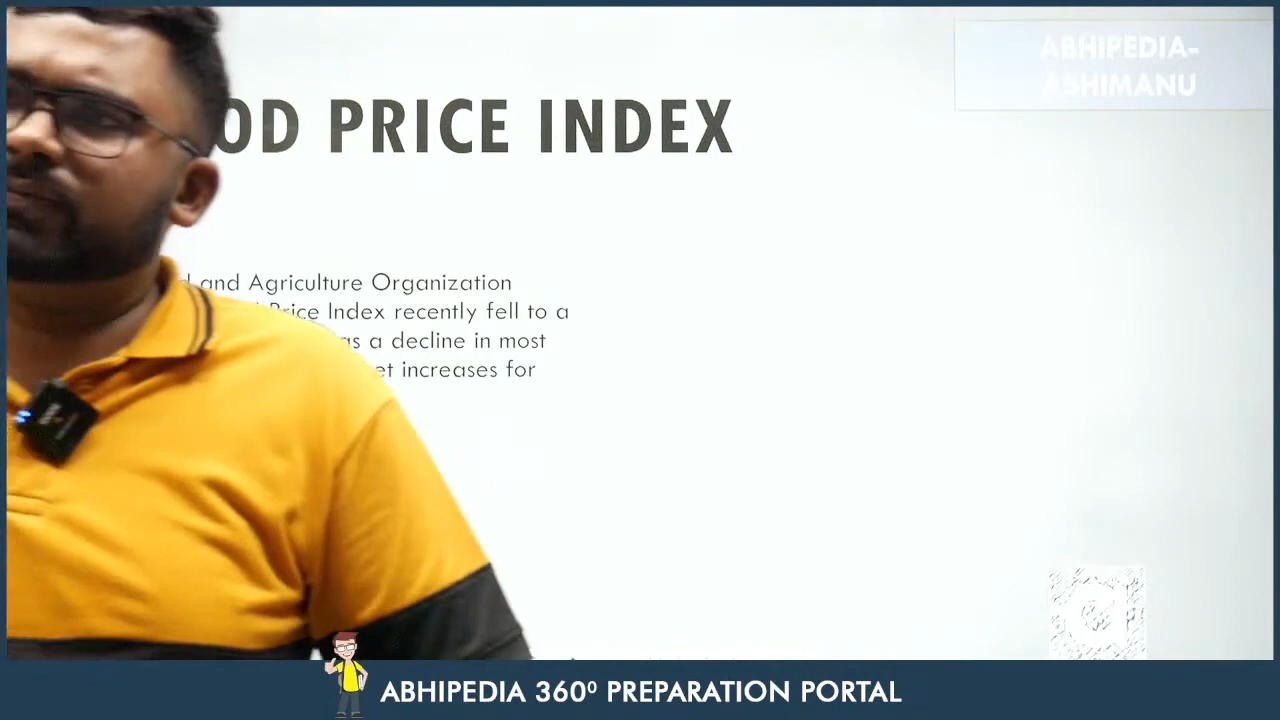 ABHIPEDIA-
ABHIMANU
OD PRICE INDEX
d and Agriculture Organization
Price Index recently fell to a
as a decline in most
et increases for
ABHIPEDIA 360º PREPARATION PORTAL